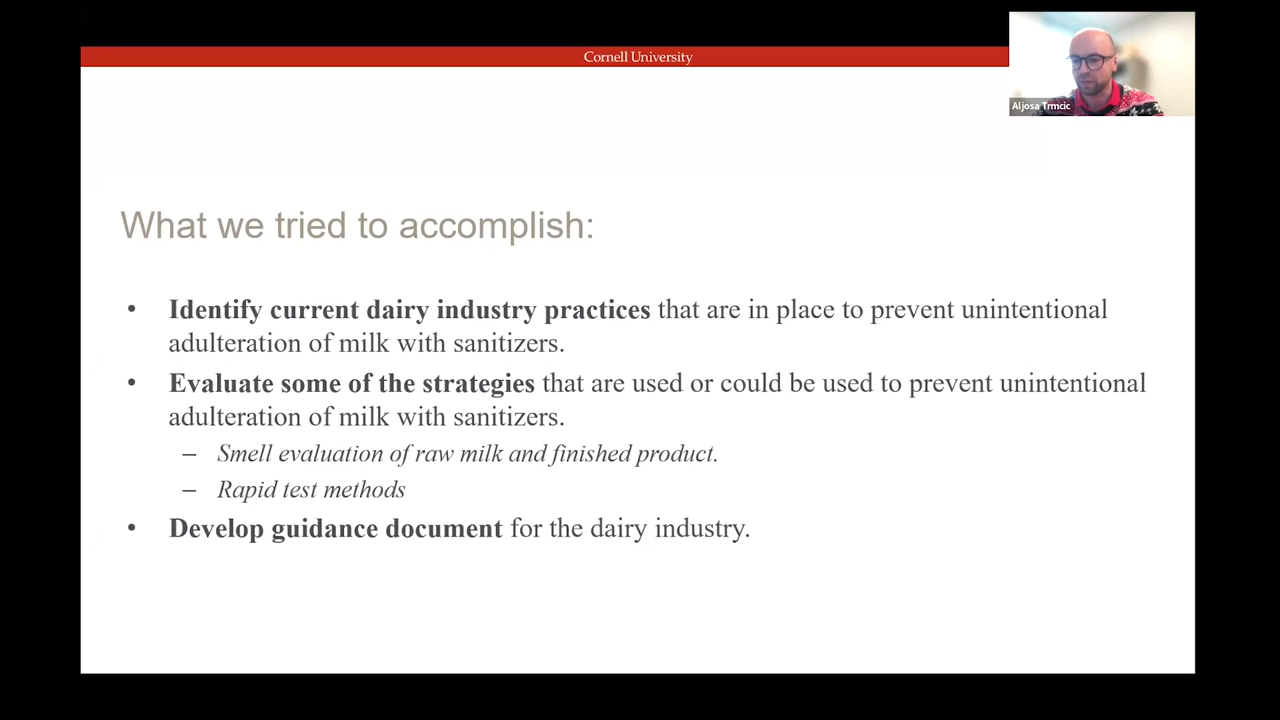 Cornell University
Aljosa Trmcic
What we tried to accomplish:
• Identify current dairy industry practices that are in place to prevent unintentional
adulteration of milk with sanitizers.
• Evaluate some of the strategies that are used or could be used to prevent unintentional
adulteration of milk with sanitizers.
– Smell evaluation of raw milk and finished product.
– Rapid test methods
• Develop guidance document for the dairy industry.